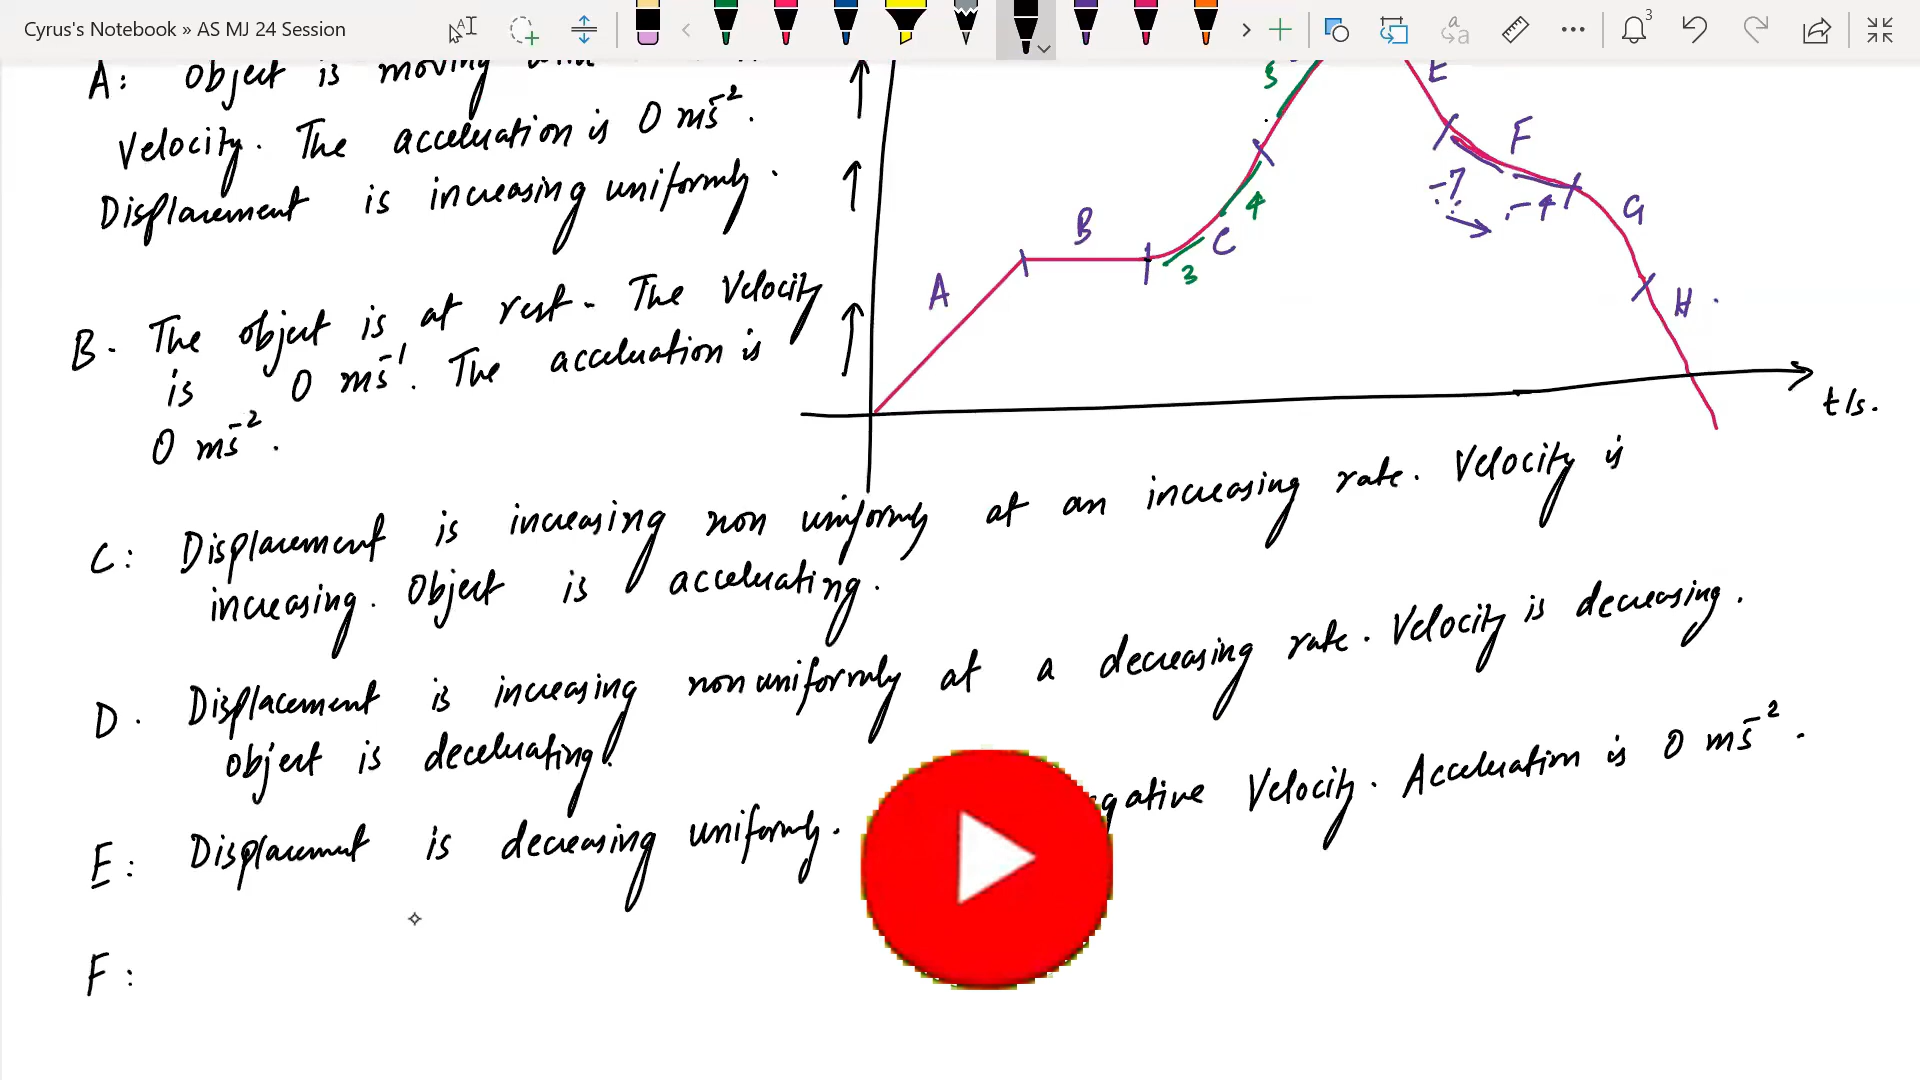 Cyrus's Notebook » AS MJ 24 Session
3
A: Object is moving
Velocity. The acceleration is 0 ms⁻².
Displacement is increasing uniformly.
B. The object is at rest. The Velocity
is 0 ms⁻¹. The acceleration is
0 ms⁻².
A
B
C
3
4
5
E
F
-7
-4
G
H.
t/s.
C: Displacement is increasing non uniformly at an increasing rate. Velocity is
increasing. Object is accelerating.
D. Displacement is increasing non uniformly at a decreasing rate. Velocity is decreasing.
Object is decelerating.
E: Displacement is decreasing uniformly. gative Velocity. Acceleration is 0 ms⁻².
F: